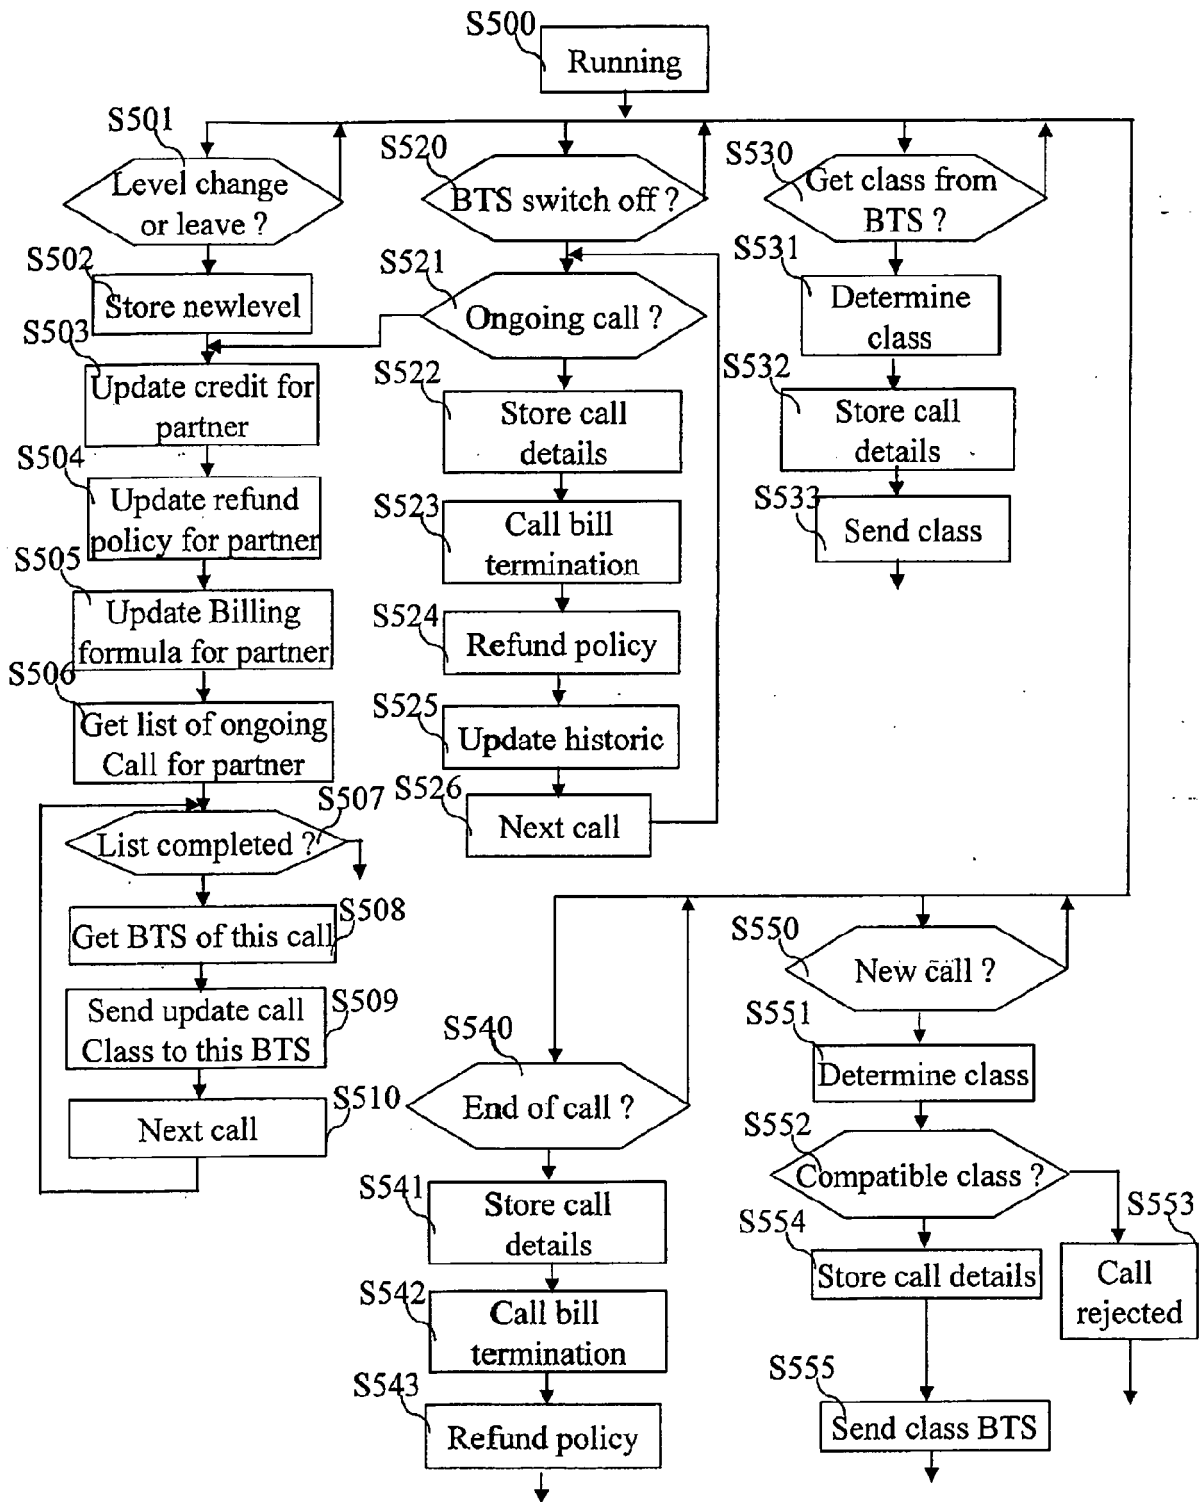 S500
Running
S501
Level change
or leave ?
S502
Store newlevel
S503
Update credit for
partner
S504
Update refund
policy for partner
S505
Update Billing
formula for partner
S506
Get list of ongoing
Call for partner
S507
List completed ?
S508
Get BTS of this call
S509
Send update call
Class to this BTS
S510
Next call
S520
BTS switch off ?
S521
Ongoing call ?
S522
Store call
details
S523
Call bill
termination
S524
Refund policy
S525
Update historic
S526
Next call
S530
Get class from
BTS ?
S531
Determine
class
S532
Store call
details
S533
Send class
S540
End of call ?
S541
Store call
details
S542
Call bill
termination
S543
Refund policy
S550
New call ?
S551
Determine class
S552
Compatible class ?
S553
Call
rejected
S554
Store call details
S555
Send class BTS